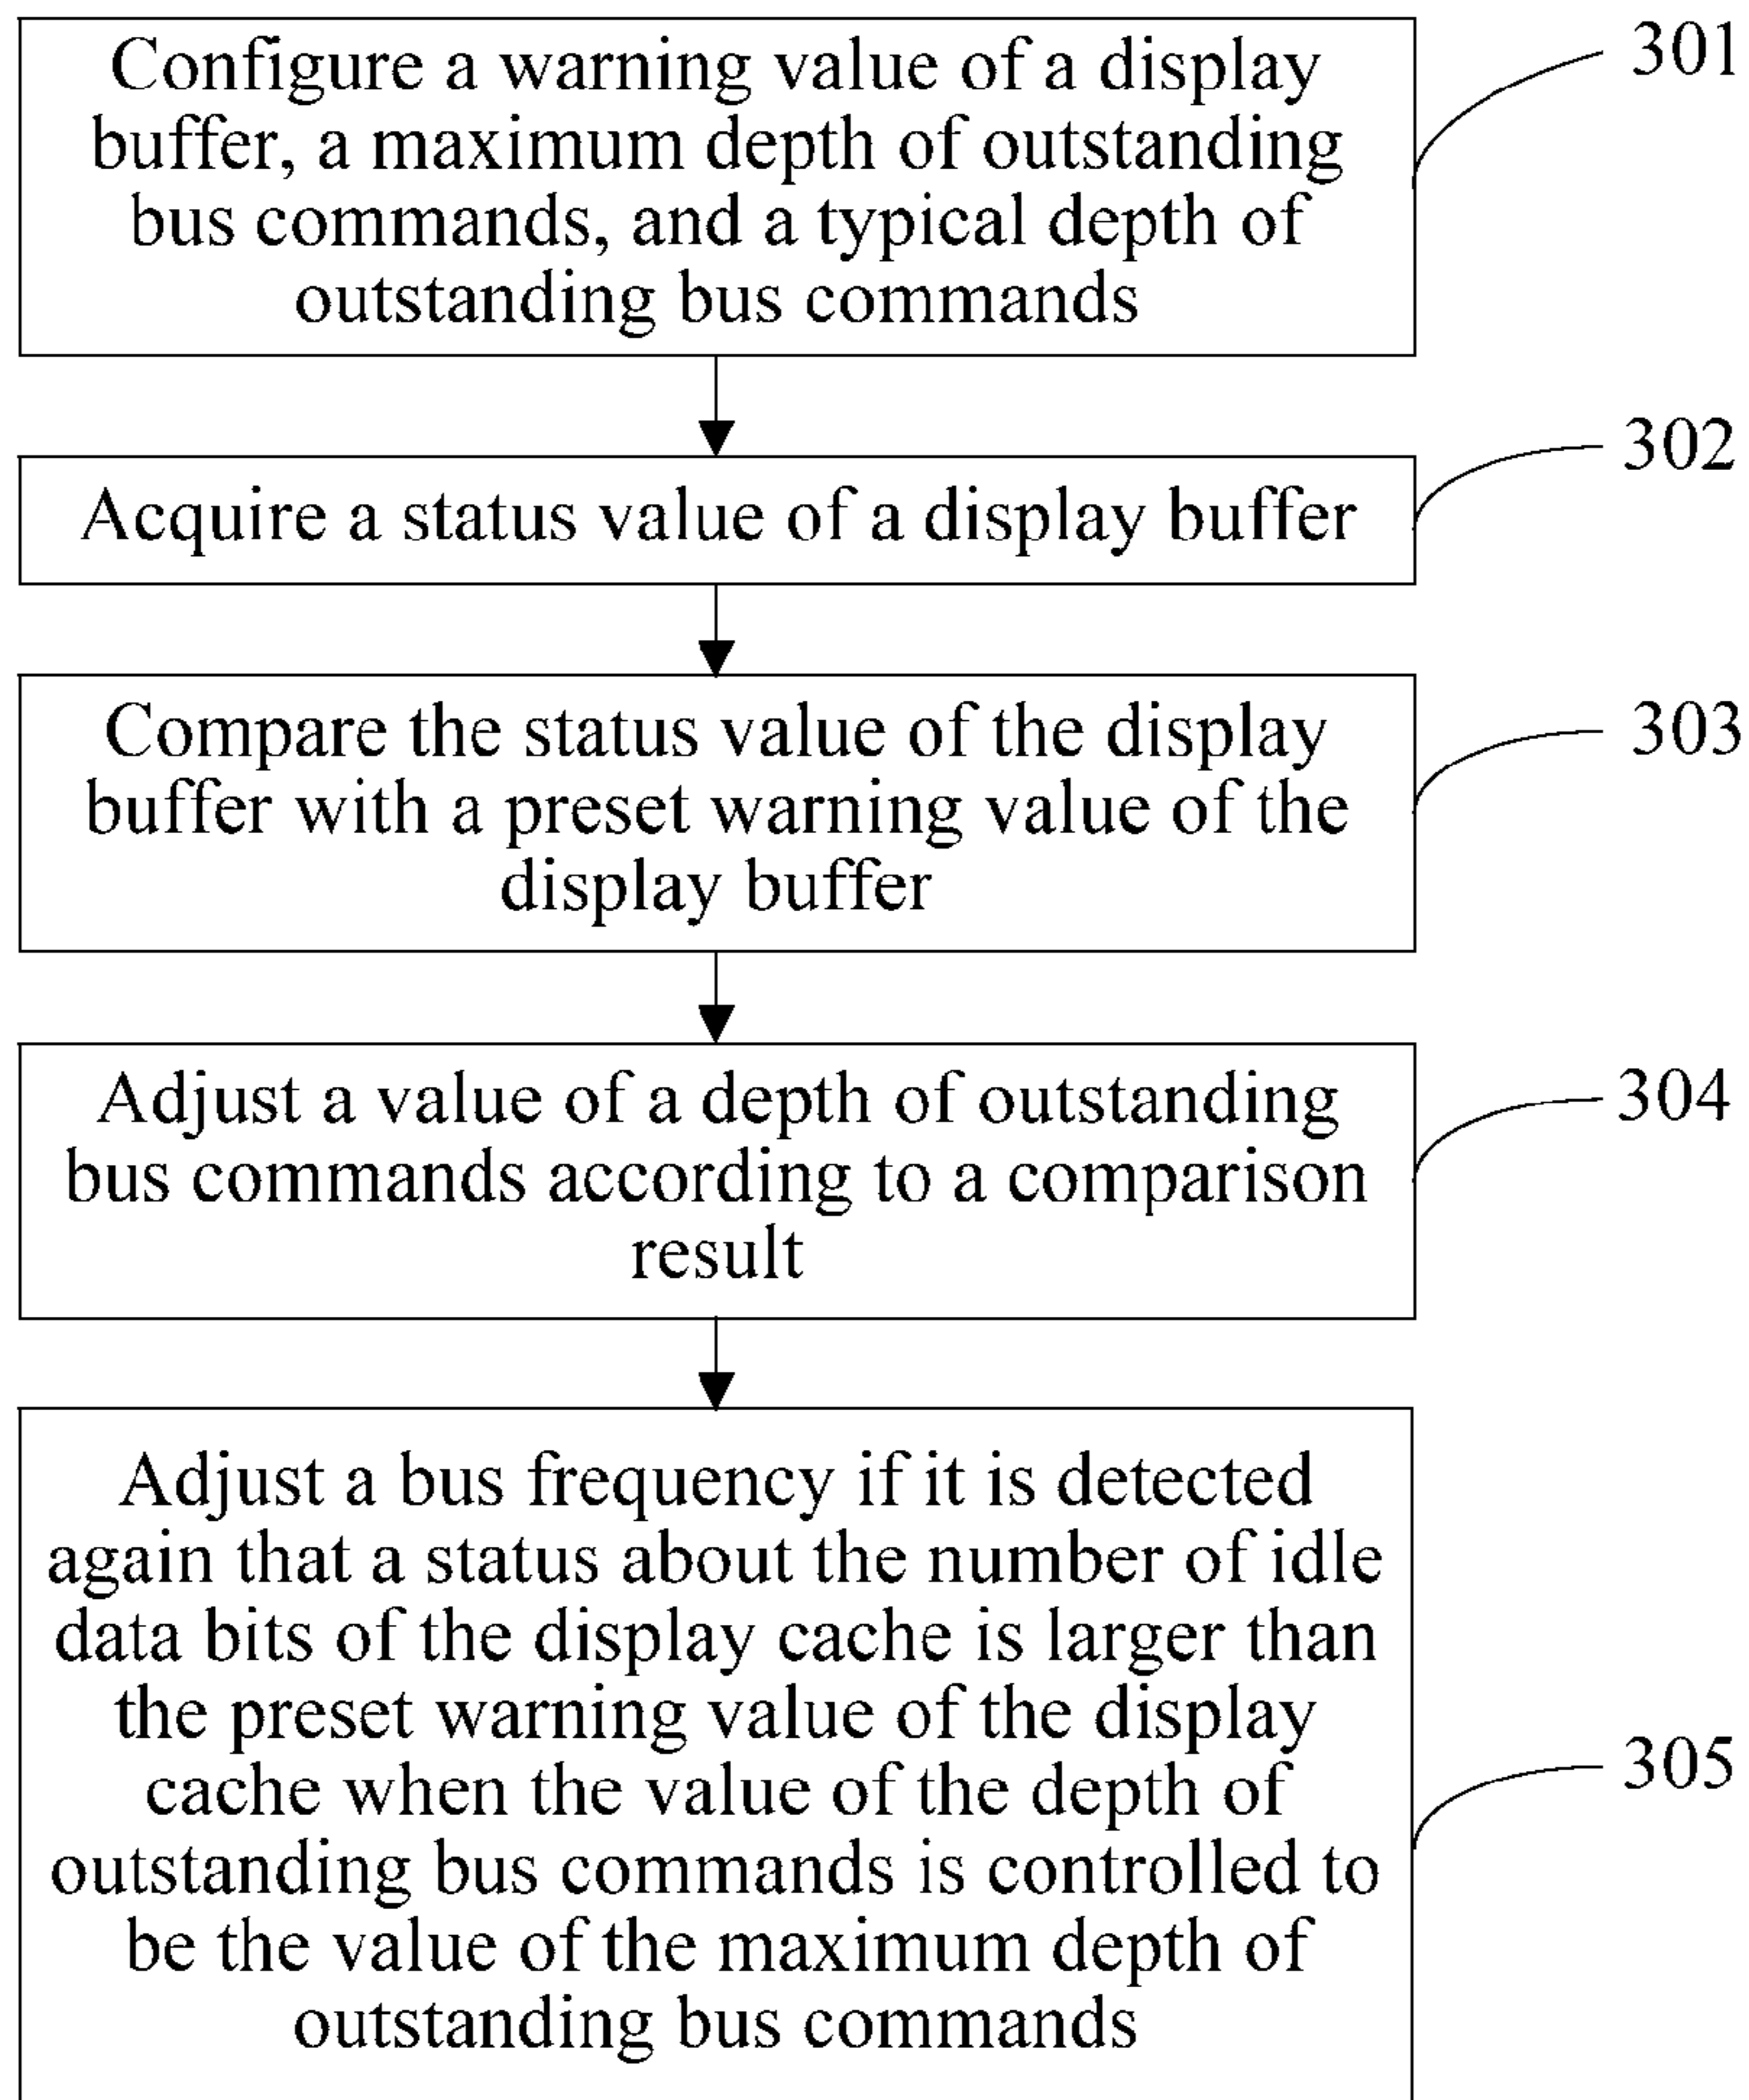 Configure a warning value of a display
buffer, a maximum depth of outstanding
bus commands, and a typical depth of
outstanding bus commands
301
Acquire a status value of a display buffer
302
Compare the status value of the display
buffer with a preset warning value of the
display buffer
303
Adjust a value of a depth of outstanding
bus commands according to a comparison
result
304
Adjust a bus frequency if it is detected
again that a status about the number of idle
data bits of the display cache is larger than
the preset warning value of the display
cache when the value of the depth of
outstanding bus commands is controlled to
be the value of the maximum depth of
outstanding bus commands
305